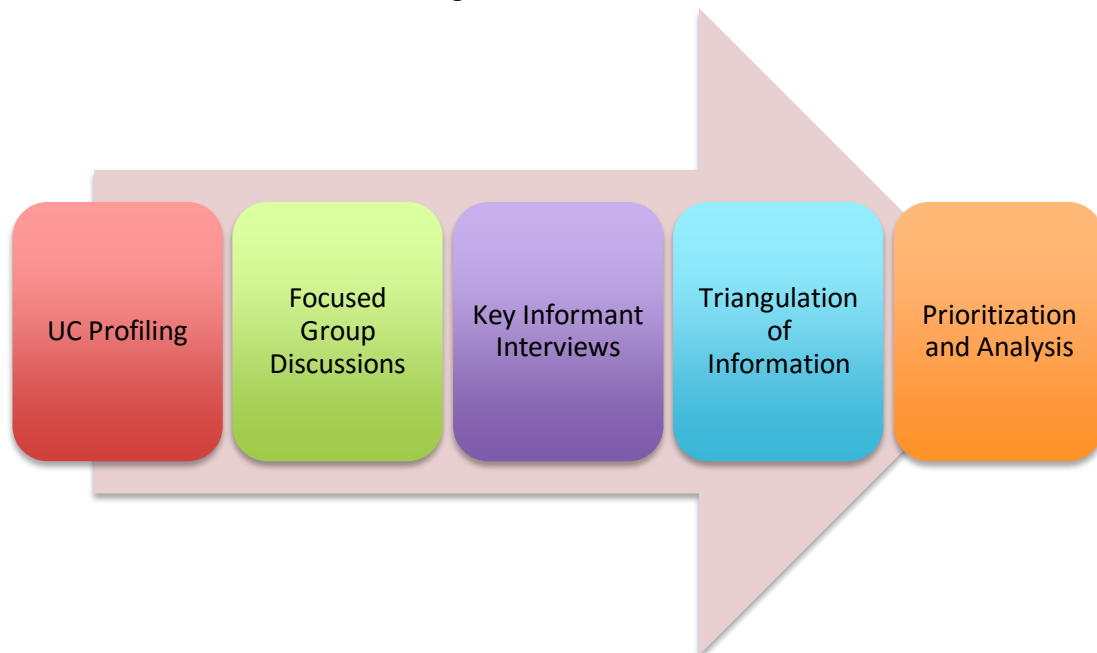 UC Profiling
Focused
Group
Discussions
Key Informant
Interviews
Triangulation
of
Information
Prioritization
and Analysis